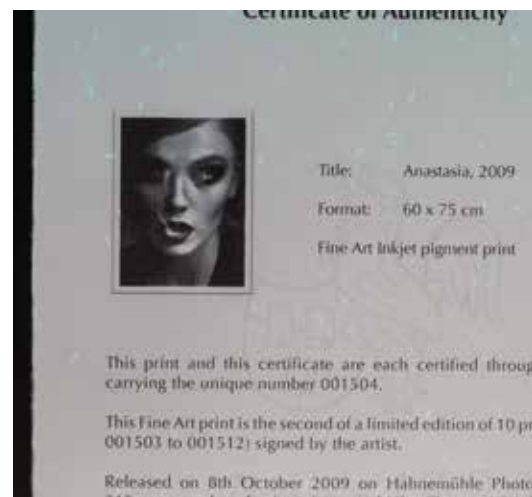 Certificate of Authenticity
Title: Anastasia, 2009
Format: 60 x 75 cm
Fine Art Inkjet pigment print
This print and this certificate are each certified throug
carrying the unique number 001504.
This Fine Art print is the second of a limited edition of 10 pr
001503 to 001512) signed by the artist.
Released on 8th October 2009 on Hahnemühle Photo